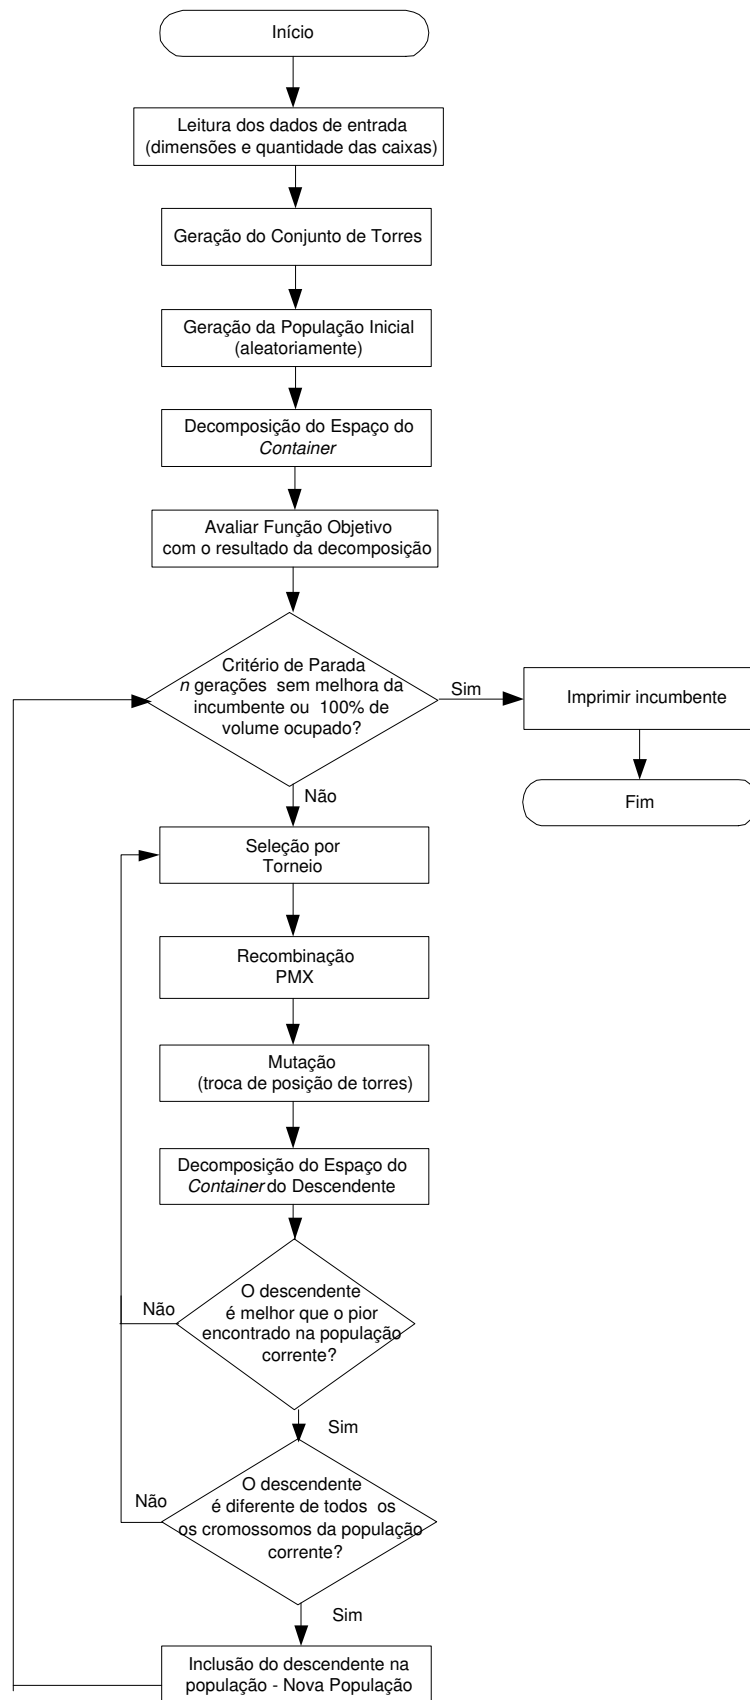 Início
Leitura dos dados de entrada
(dimensões e quantidade das caixas)
Geração do Conjunto de Torres
Geração da População Inicial
(aleatoriamente)
Decomposição do Espaço do
Container
Avaliar Função Objetivo
com o resultado da decomposição
Critério de Parada
n gerações sem melhora da
incumbente ou 100% de
volume ocupado?
Sim
Imprimir incumbente
Fim
Não
Seleção por
Torneio
Recombinação
PMX
Mutação
(troca de posição de torres)
Decomposição do Espaço do
Container do Descendente
O descendente
é melhor que o pior
encontrado na população
corrente?
Não
Sim
O descendente
é diferente de todos os
os cromossomos da população
corrente?
Não
Sim
Inclusão do descendente na
população - Nova População